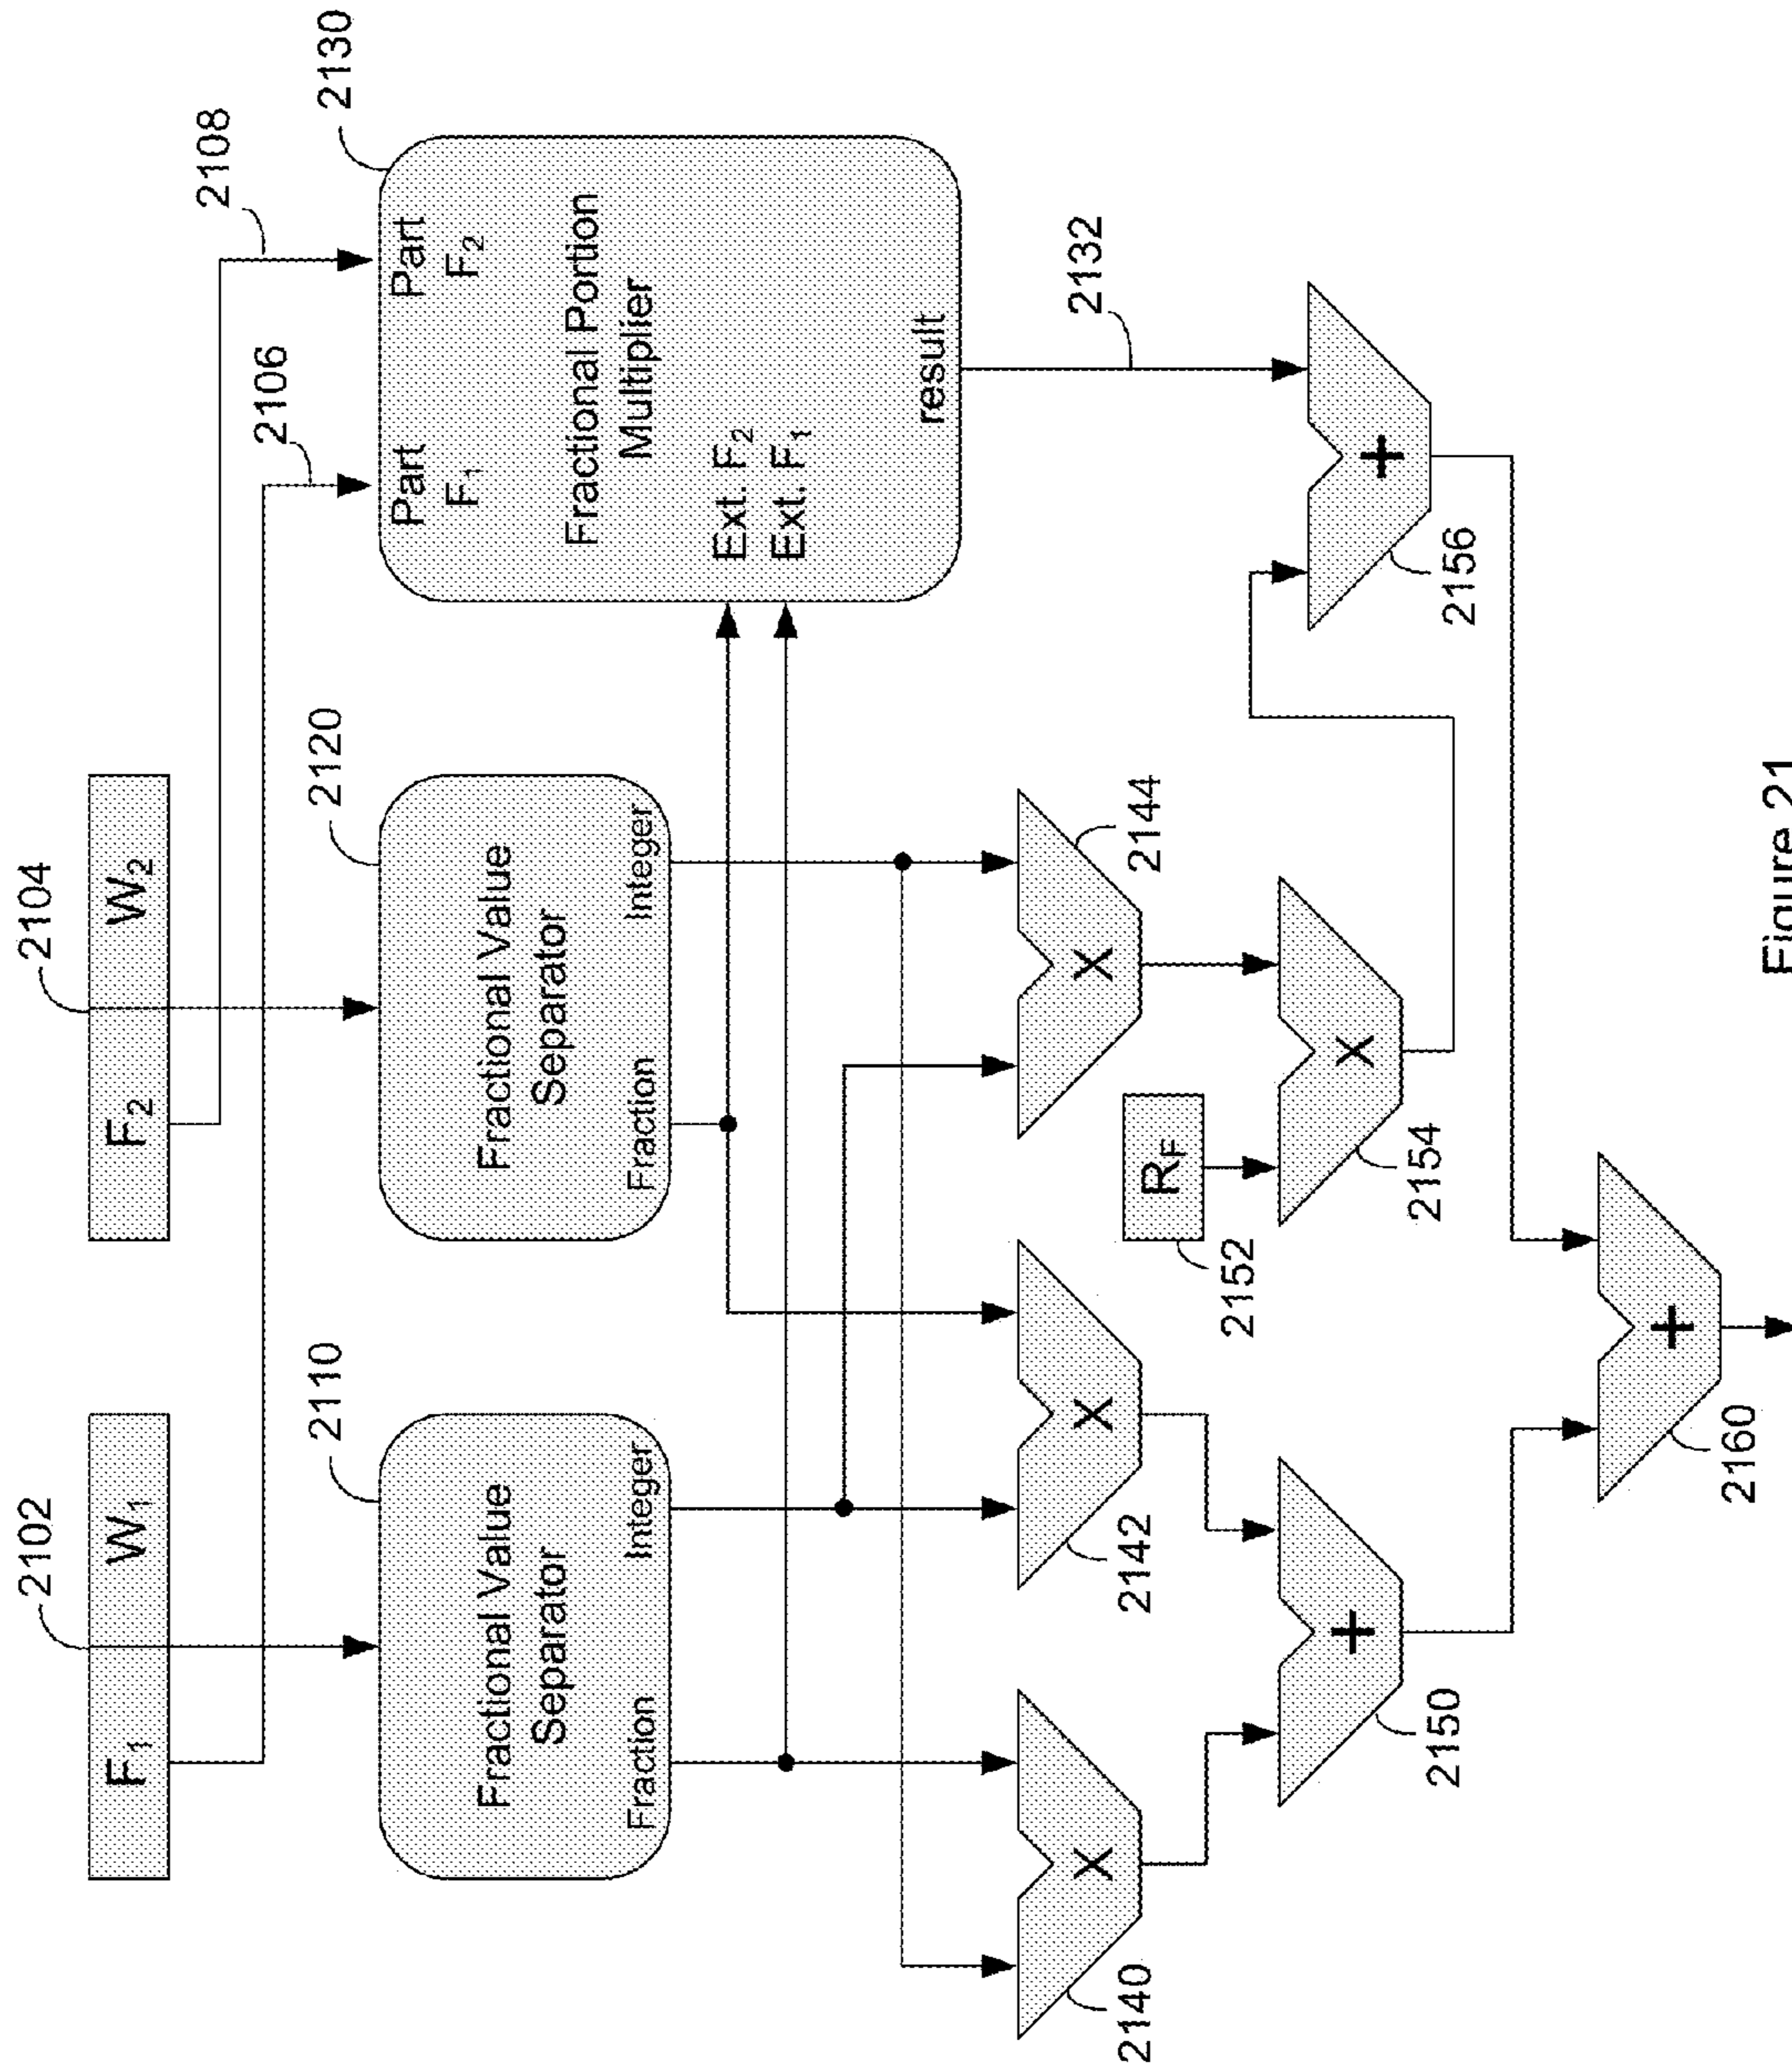 2102
2104
F1 W1
F2 W2
2106
2108
2110
2120
2130
Fractional Value
Separator
Fraction Integer
Fractional Value
Separator
Fraction Integer
Part
F1
Part
F2
Fractional Portion
Multiplier
Ext. F2
Ext. F1
result
2132
X
2140
X
2142
X
2144
RF
2152
+
2150
X
2154
+
2156
+
2160
Figure 21